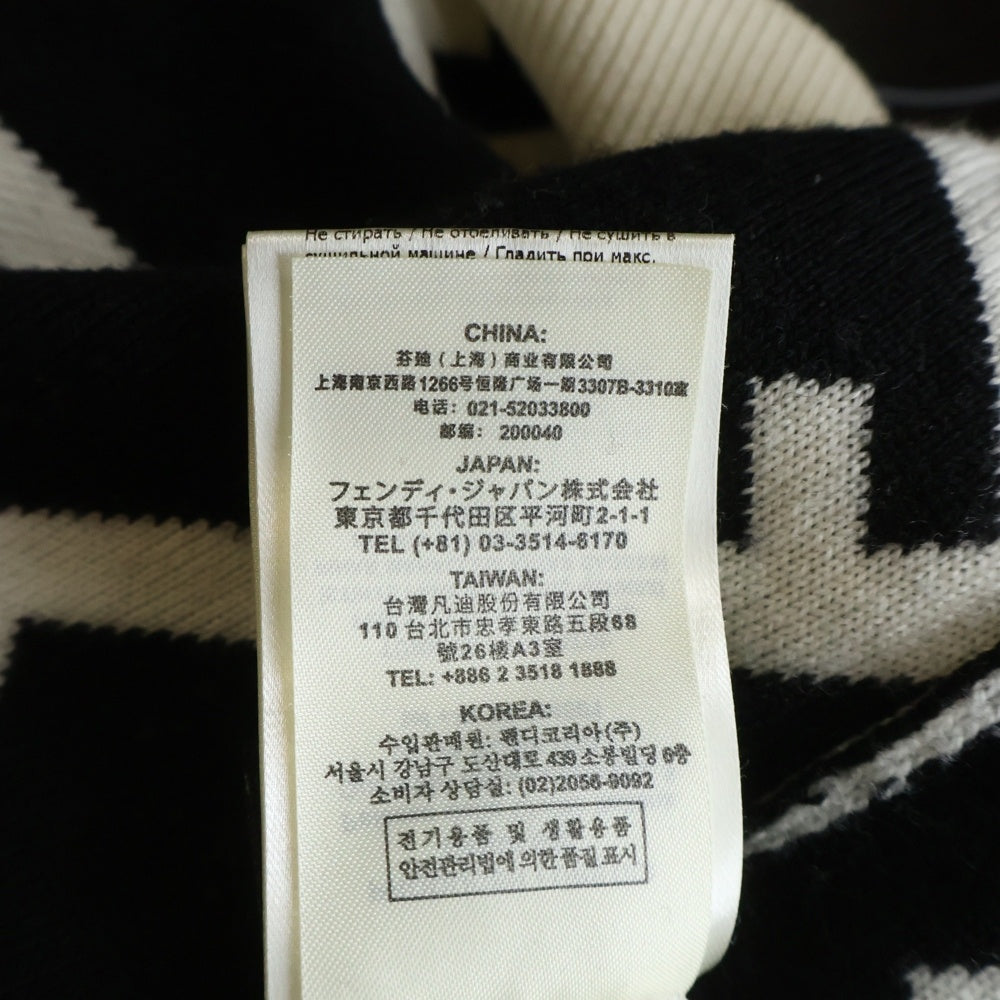 Не стирать / Не отбеливать / Не сушить в
сушильной машине / Гладить при макс.
CHINA:
芬迪（上海）商业有限公司
上海南京西路1266号恒隆广场一期3307B-3310室
电话：021-52033800
邮编： 200040
JAPAN:
フェンディ・ジャパン株式会社
東京都千代田区平河町2-1-1
TEL (+81) 03-3514-6170
TAIWAN:
台灣凡迪股份有限公司
110 台北市忠孝東路五段68
號26樓A3室
TEL: +886 2 3518 1888
KOREA:
수입판매원: 펜디코리아(주)
서울시 강남구 도산대로 439 소봉빌딩 6층
소비자 상담실: (02)2056-9092
전기용품 및 생활용품
안전관리법에 의한 품질 표시